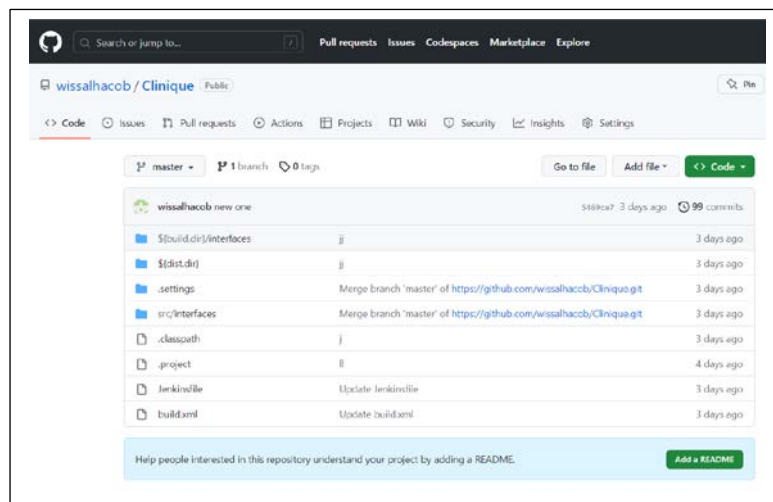 Search or jump to... / Pull requests Issues Codespaces Marketplace Explore
wissalhacob / Clinique Public Pin
<> Code Issues Pull requests Actions Projects Wiki Security Insights Settings
master 1 branch 0 tags Go to file Add file <> Code
wissalhacob new one 3 days ago 99 commits
${build.dir}/interfaces jj 3 days ago
${dist.dir} jj 3 days ago
.settings Merge branch 'master' of https://github.com/wissalhacob/Clinique.git 3 days ago
src/interfaces Merge branch 'master' of https://github.com/wissalhacob/Clinique.git 3 days ago
.classpath j 3 days ago
.project ll 4 days ago
Jenkinsfile Update Jenkinsfile 3 days ago
build.xml Update build.xml 3 days ago
Help people interested in this repository understand your project by adding a README. Add a README